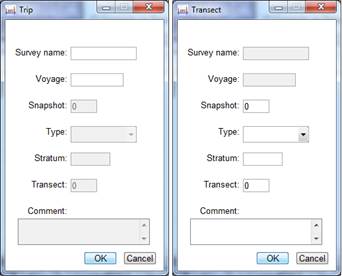 Trip
Survey name:
Voyage:
Snapshot: 0
Type:
Stratum:
Transect: 0
Comment:
OK Cancel
Transect
Survey name:
Voyage:
Snapshot: 0
Type:
Stratum:
Transect: 0
Comment:
OK Cancel